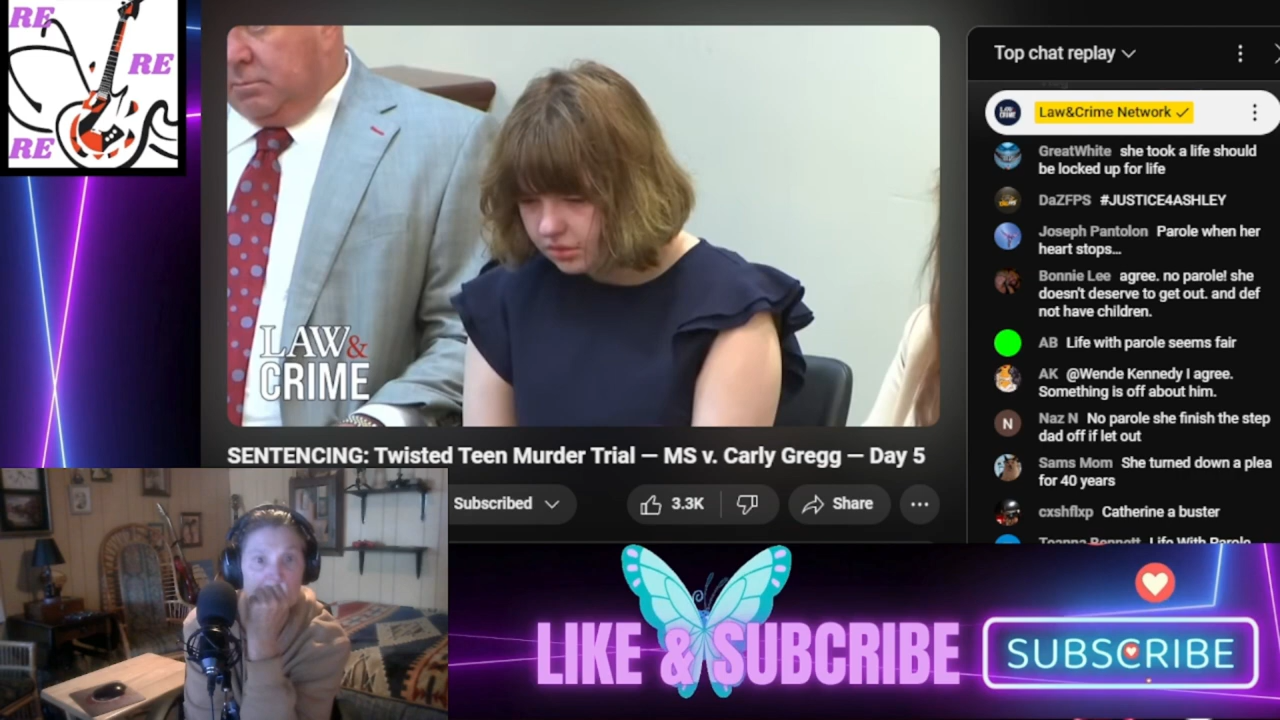 RE
RE
RE
LAW&
CRIME
SENTENCING: Twisted Teen Murder Trial — MS v. Carly Gregg — Day 5
Subscribed
3.3K
Share
Top chat replay
Law&Crime Network
GreatWhite she took a life should
be locked up for life
DaZFPS #JUSTICE4ASHLEY
Joseph Pantolon Parole when her
heart stops...
Bonnie Lee agree. no parole! she
doesn't deserve to get out. and def
not have children.
AB Life with parole seems fair
AK @Wende Kennedy I agree.
Something is off about him.
N
Naz N No parole she finish the step
dad off if let out
Sams Mom She turned down a plea
for 40 years
cxshflxp Catherine a buster
Teanna Bennett Life With Parole
LIKE & SUBCRIBE
SUBSCRIBE